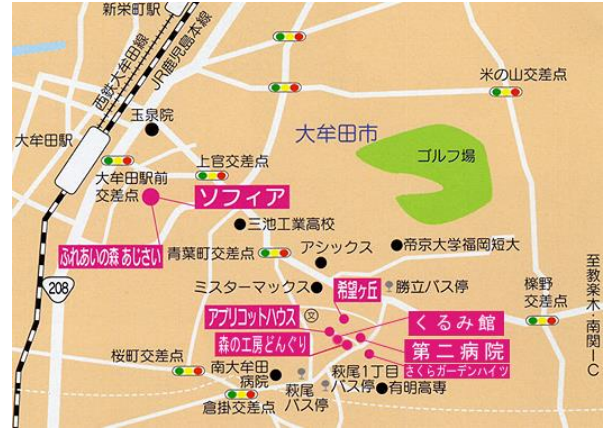 新栄町駅
西鉄大牟田線
JR鹿児島本線
米の山交差点
玉泉院
大牟田市
大牟田駅
上官交差点
ゴルフ場
大牟田駅前
交差点
ソフィア
三池工業高校
ふれあいの森 あじさい
青葉町交差点
アシックス
帝京大学福岡短大
208
ミスターマックス
希望ヶ丘
勝立バス停
櫟野
交差点
至教楽木・南関IC
アプリコットハウス
文
くるみ館
森の工房どんぐり
第二病院
桜町交差点
南大牟田
病院
萩尾
バス停
萩尾1丁目
バス停
さくらガーデンハイツ
有明高専
倉掛交差点